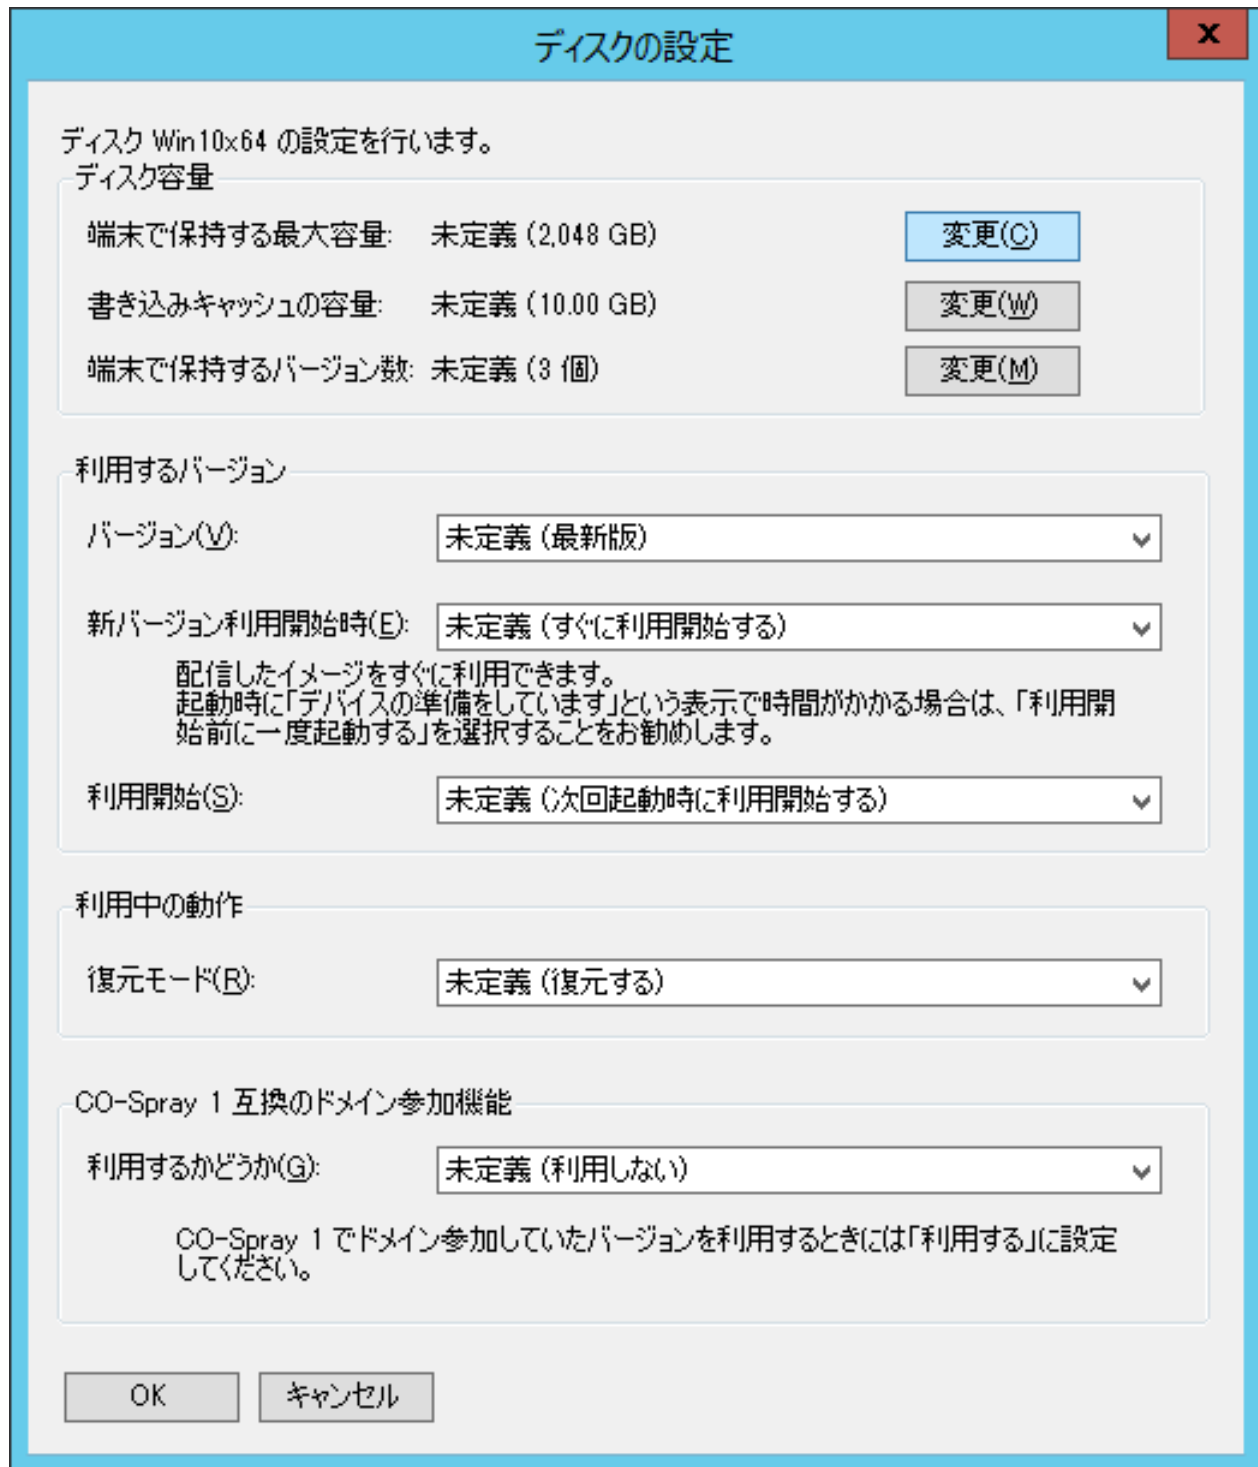 ディスクの設定
x
ディスク Win10x64 の設定を行います。
ディスク容量
端末で保持する最大容量: 未定義 (2,048 GB) 変更(C)
書き込みキャッシュの容量: 未定義 (10.00 GB) 変更(W)
端末で保持するバージョン数: 未定義 (3 個) 変更(M)
利用するバージョン
バージョン(V): 未定義 (最新版)
新バージョン利用開始時(E): 未定義 (すぐに利用開始する)
配信したイメージをすぐに利用できます。
起動時に「デバイスの準備をしています」という表示で時間がかかる場合は、「利用開
始前に一度起動する」を選択することをお勧めします。
利用開始(S): 未定義 (次回起動時に利用開始する)
利用中の動作
復元モード(R): 未定義 (復元する)
CO-Spray 1 互換のドメイン参加機能
利用するかどうか(G): 未定義 (利用しない)
CO-Spray 1 でドメイン参加していたバージョンを利用するときには「利用する」に設定
してください。
OK キャンセル